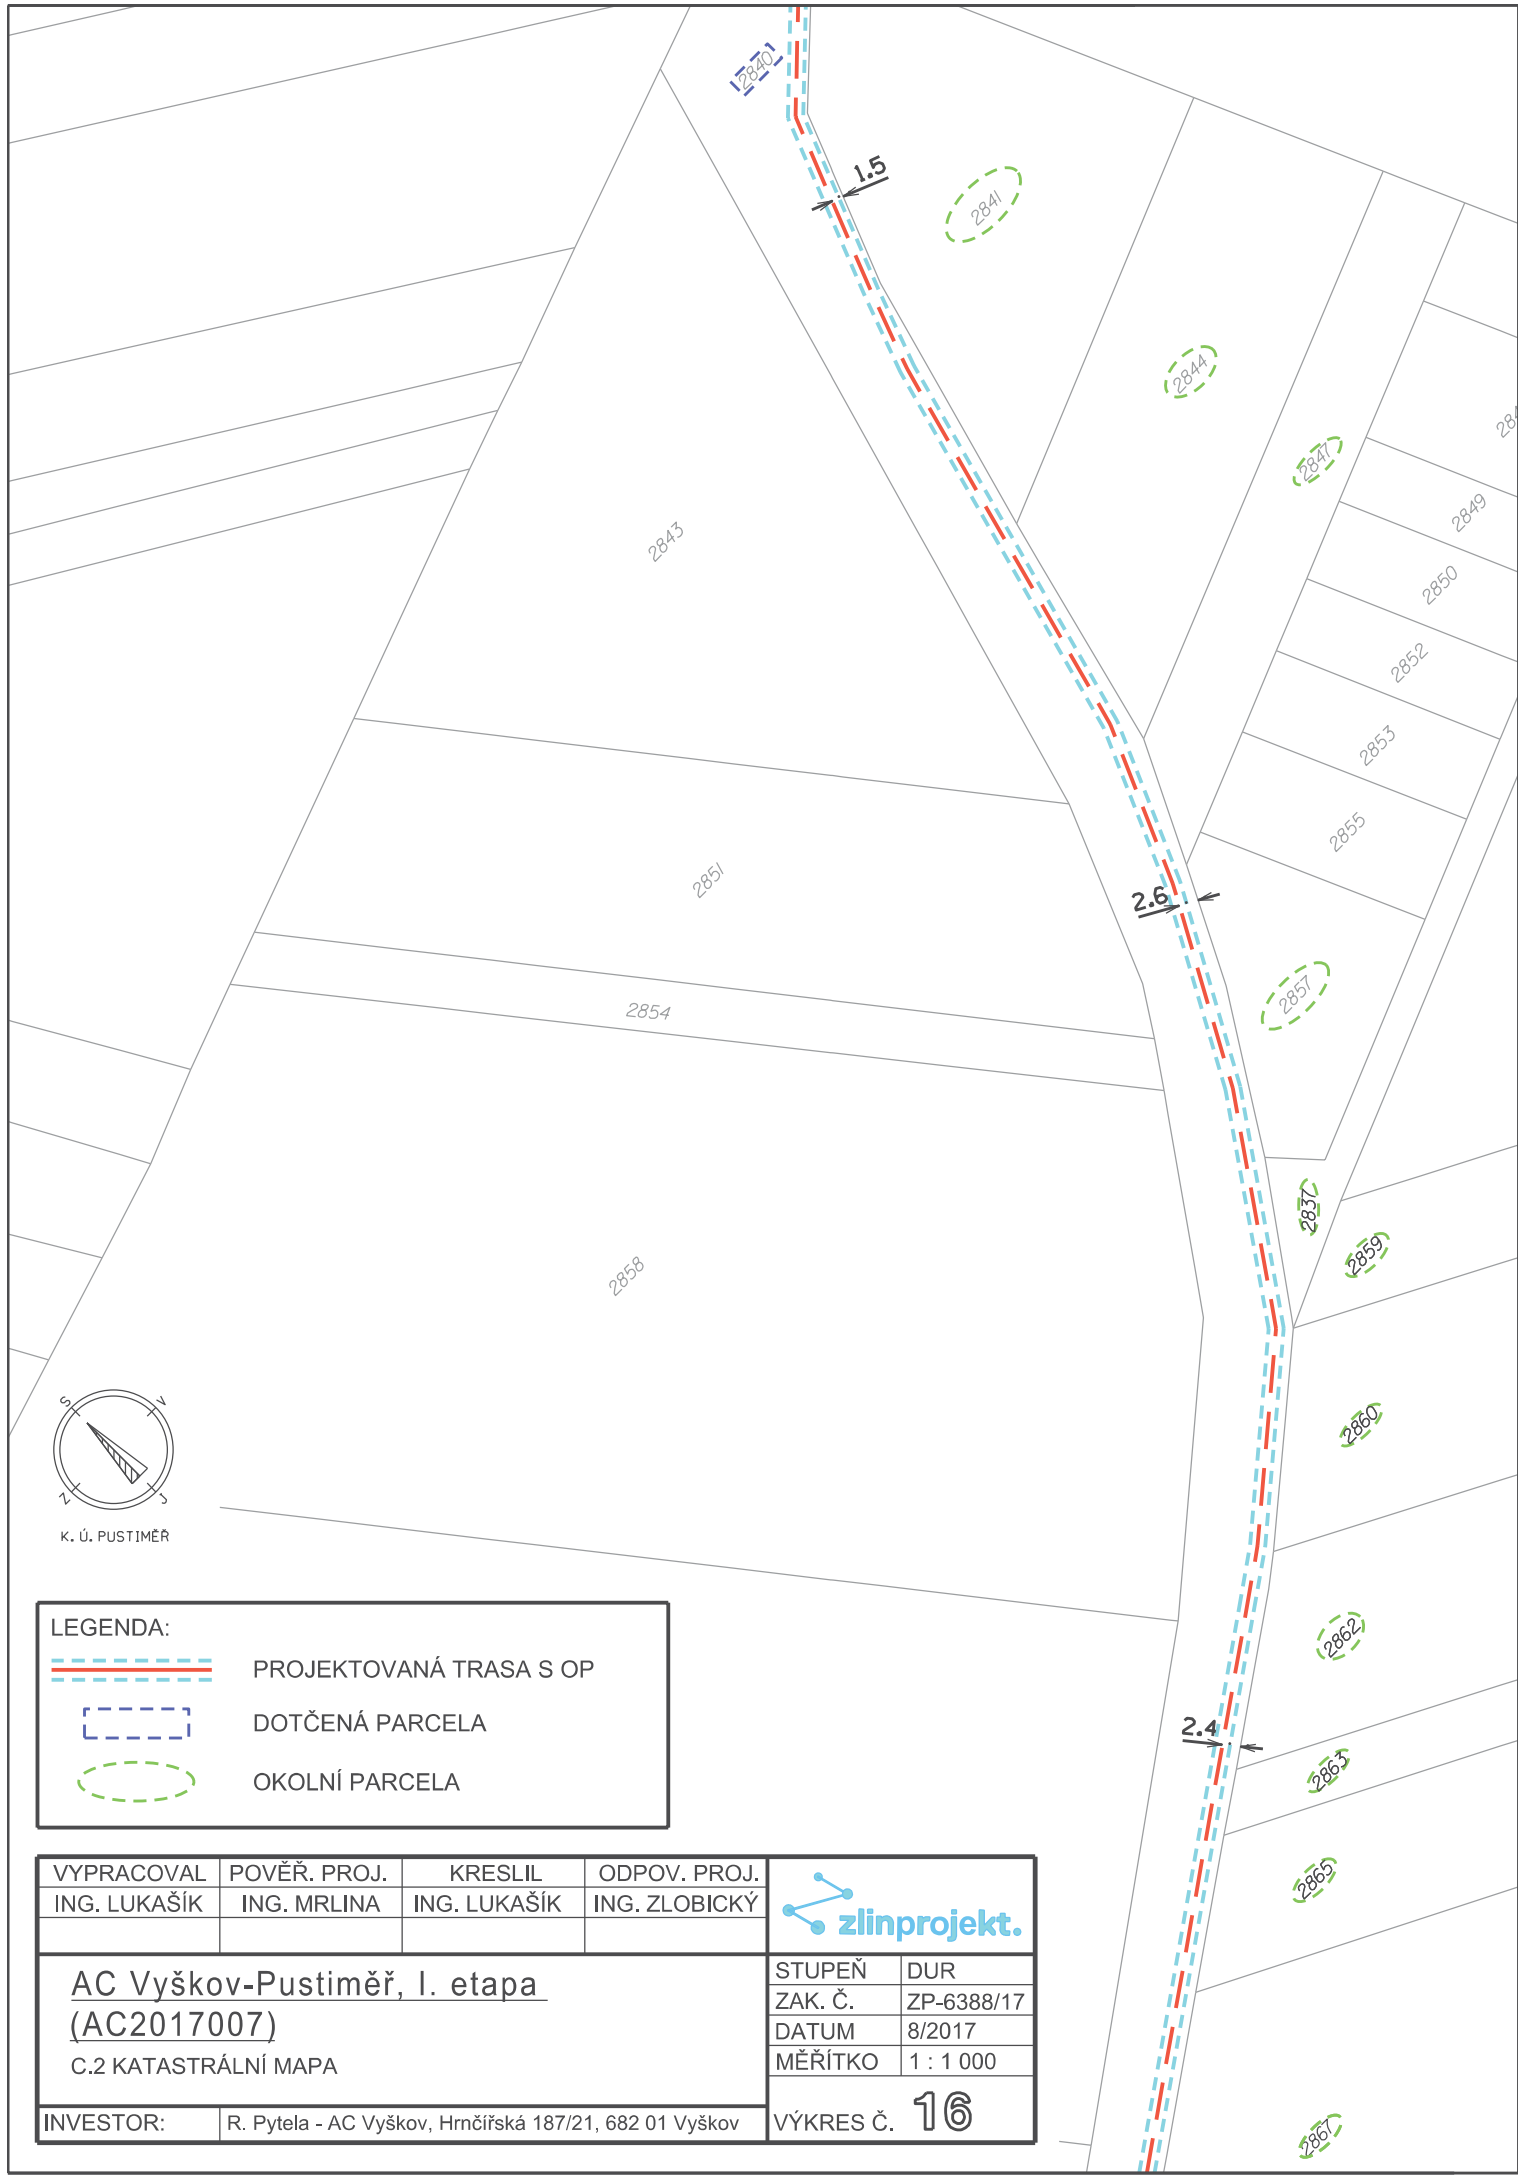 2840
1.5
2841
2844
2847
2849
2843
2850
2852
2853
2855
2851
2.6
2857
2854
2837
2859
2858
S
V
Z
J
K. Ú. PUSTIMĚŘ
2860
2862
2.4
2863
2865
2867
LEGENDA:
PROJEKTOVANÁ TRASA S OP
DOTČENÁ PARCELA
OKOLNÍ PARCELA
VYPRACOVAL POVĚŘ. PROJ. KRESLIL ODPOV. PROJ.
ING. LUKAŠÍK ING. MRLINA ING. LUKAŠÍK ING. ZLOBICKÝ
zlinprojekt.
AC Vyškov-Pustiměř, I. etapa
(AC2017007)
C.2 KATASTRÁLNÍ MAPA
STUPEŇ DUR
ZAK. Č. ZP-6388/17
DATUM 8/2017
MĚŘÍTKO 1 : 1 000
VÝKRES Č. 16
INVESTOR: R. Pytela - AC Vyškov, Hrnčířská 187/21, 682 01 Vyškov